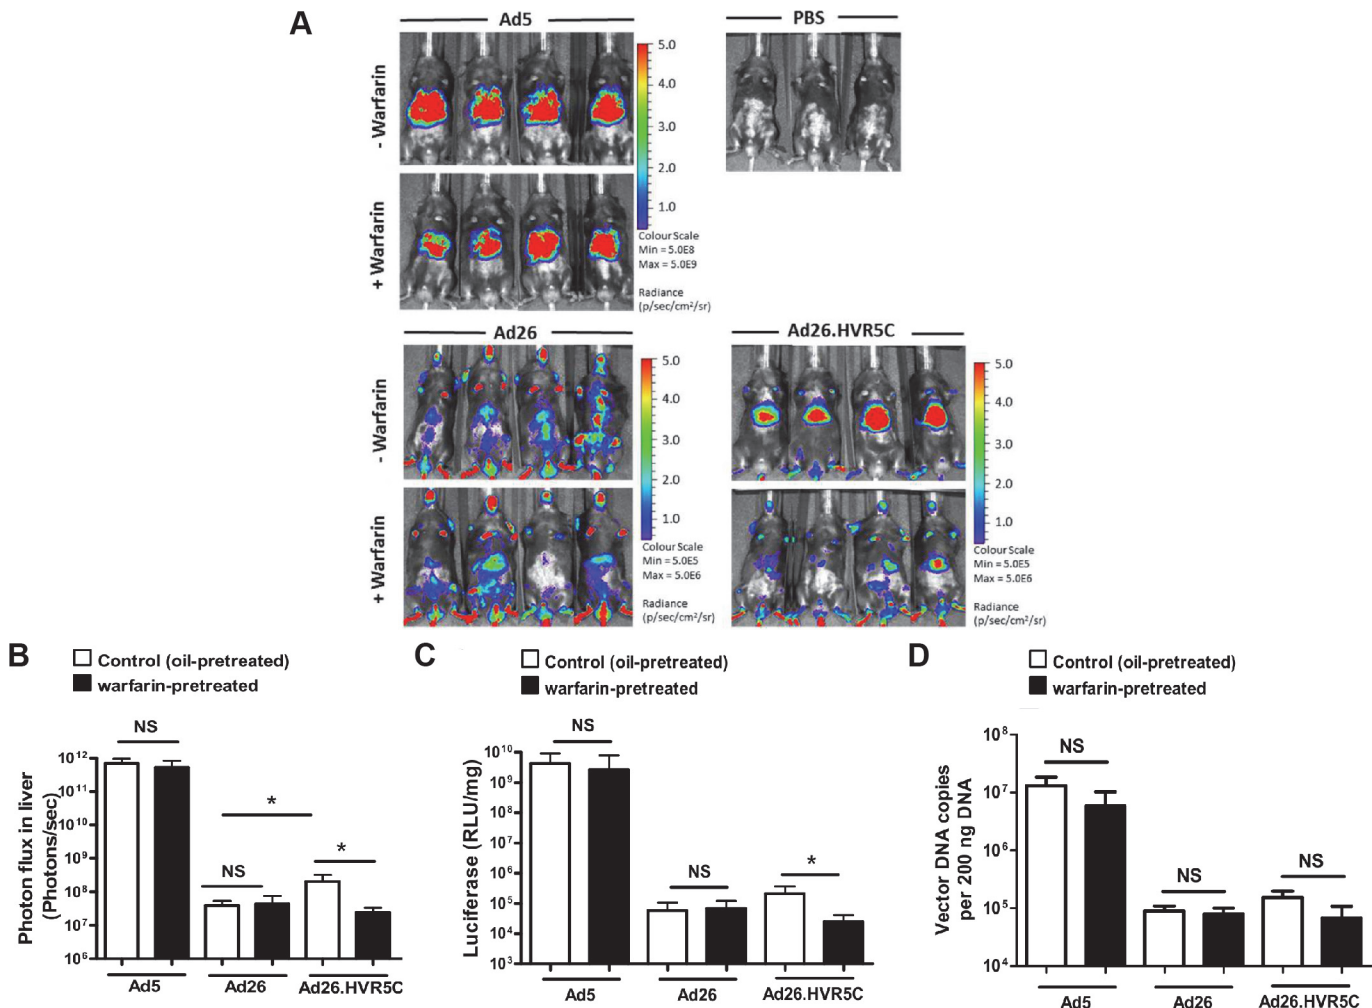 A
Ad5
PBS
- Warfarin
+ Warfarin
5.0
4.0
3.0
2.0
1.0
Colour Scale
Min = 5.0E8
Max = 5.0E9
Radiance
(p/sec/cm²/sr)
Ad26
Ad26.HVR5C
- Warfarin
+ Warfarin
5.0
4.0
3.0
2.0
1.0
Colour Scale
Min = 5.0E5
Max = 5.0E6
Radiance
(p/sec/cm²/sr)
5.0
4.0
3.0
2.0
1.0
Colour Scale
Min = 5.0E5
Max = 5.0E6
Radiance
(p/sec/cm²/sr)
B
Control (oil-pretreated)
warfarin-pretreated
Photon flux in liver
(Photons/sec)
10¹²
10¹¹
10¹⁰
10⁹
10⁸
10⁷
10⁶
NS
NS
*
*
Ad5
Ad26
Ad26.HVR5C
C
Control (oil-pretreated)
warfarin-pretreated
Luciferase (RLU/mg)
10¹⁰
10⁹
10⁸
10⁷
10⁶
10⁵
10⁴
10³
NS
NS
*
Ad5
Ad26
Ad26.HVR5C
D
Control (oil-pretreated)
warfarin-pretreated
Vector DNA copies
per 200 ng DNA
10⁸
10⁷
10⁶
10⁵
10⁴
NS
NS
NS
Ad5
Ad26
Ad26.HVR5C